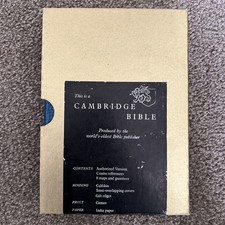 This is a
CAMBRIDGE
BIBLE
Produced by the
world's oldest Bible publisher
CONTENTS Authorized Version
Centre references
8 maps and gazetteer
BINDING Calfskin
Semi-overlapping covers
Gilt edges
PRINT Cameo
PAPER India paper